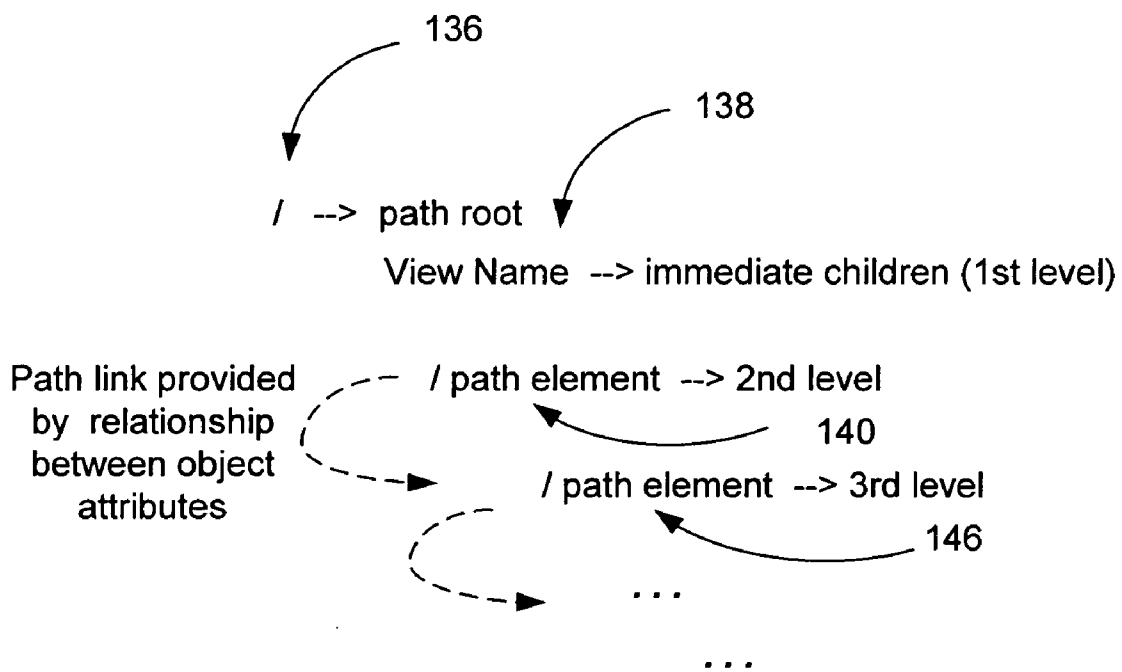 136
138
/ --> path root
View Name --> immediate children (1st level)
Path link provided
by relationship
between object
attributes
/ path element --> 2nd level
140
/ path element --> 3rd level
146
...
...